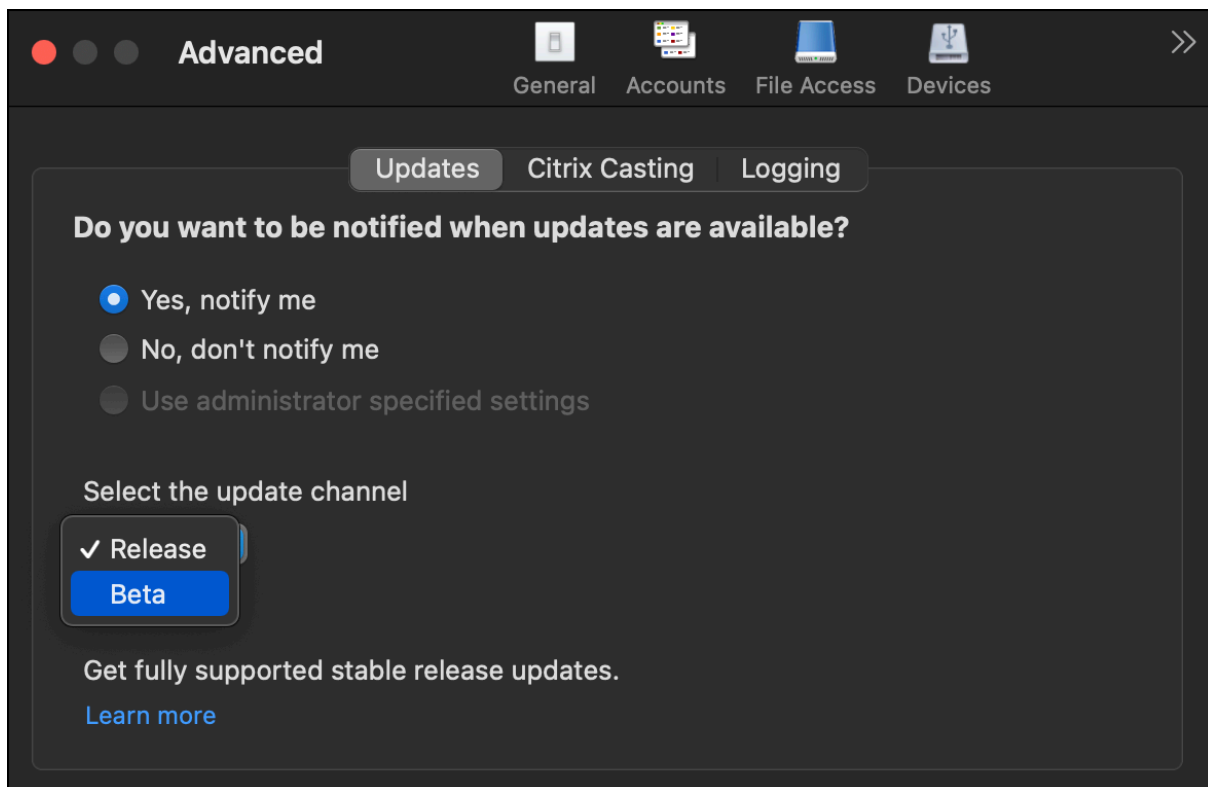 Advanced
General Accounts File Access Devices
Updates Citrix Casting Logging
Do you want to be notified when updates are available?
Yes, notify me
No, don't notify me
Use administrator specified settings
Select the update channel
✓ Release
Beta
Get fully supported stable release updates.
Learn more